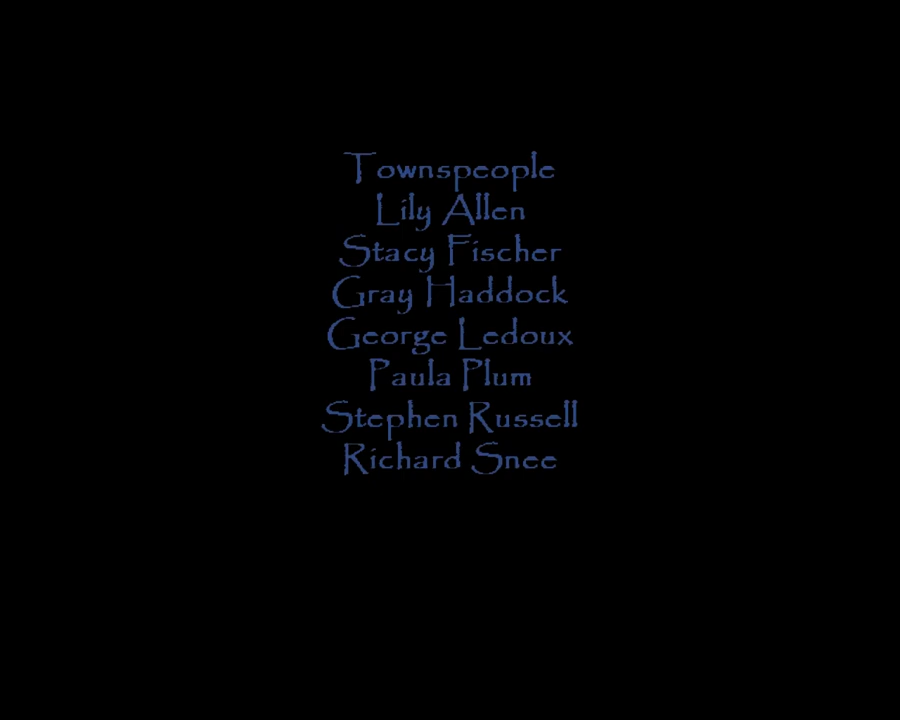 Townspeople
Lily Allen
Stacy Fischer
Gray Haddock
George Ledoux
Paula Plum
Stephen Russell
Richard Snee